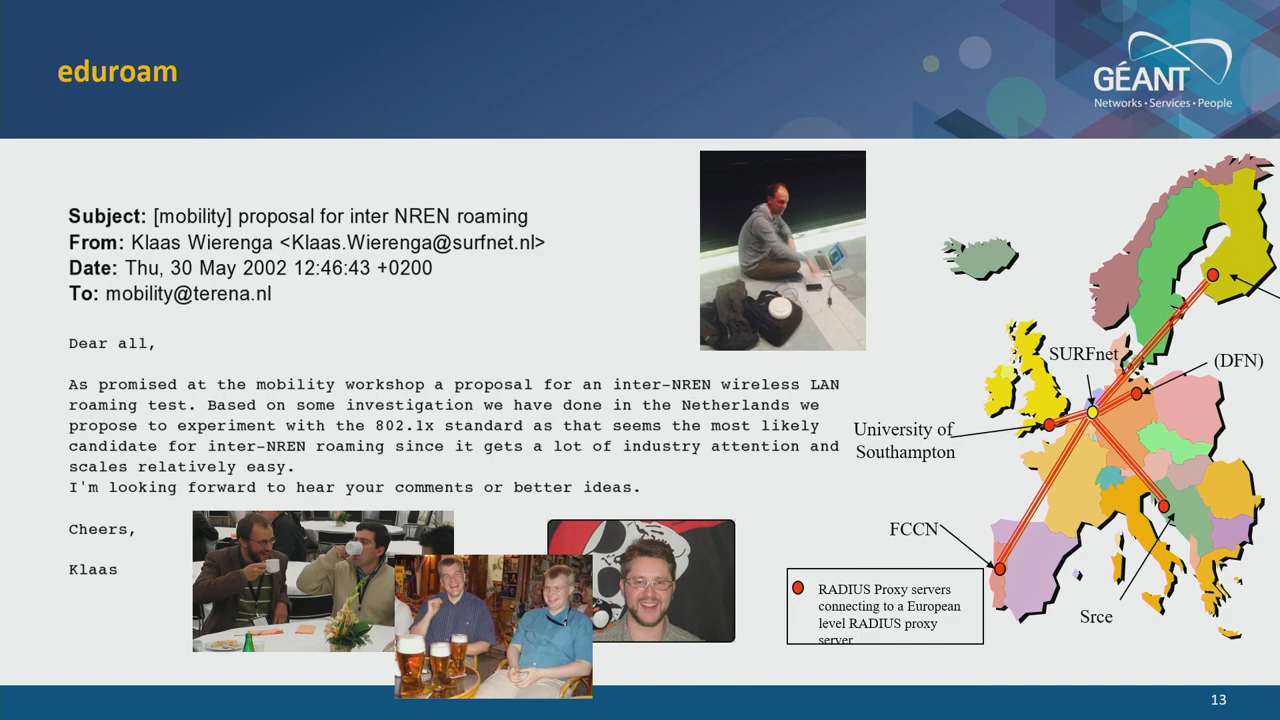 eduroam
GÉANT
Networks • Services • People
Subject: [mobility] proposal for inter NREN roaming
From: Klaas Wierenga <Klaas.Wierenga@surfnet.nl>
Date: Thu, 30 May 2002 12:46:43 +0200
To: mobility@terena.nl
Dear all,
As promised at the mobility workshop a proposal for an inter-NREN wireless LAN
roaming test. Based on some investigation we have done in the Netherlands we
propose to experiment with the 802.1x standard as that seems the most likely
candidate for inter-NREN roaming since it gets a lot of industry attention and
scales relatively easy.
I'm looking forward to hear your comments or better ideas.
Cheers,
Klaas
SURFnet
(DFN)
University of
Southampton
FCCN
Srce
RADIUS Proxy servers
connecting to a European
level RADIUS proxy
server
13